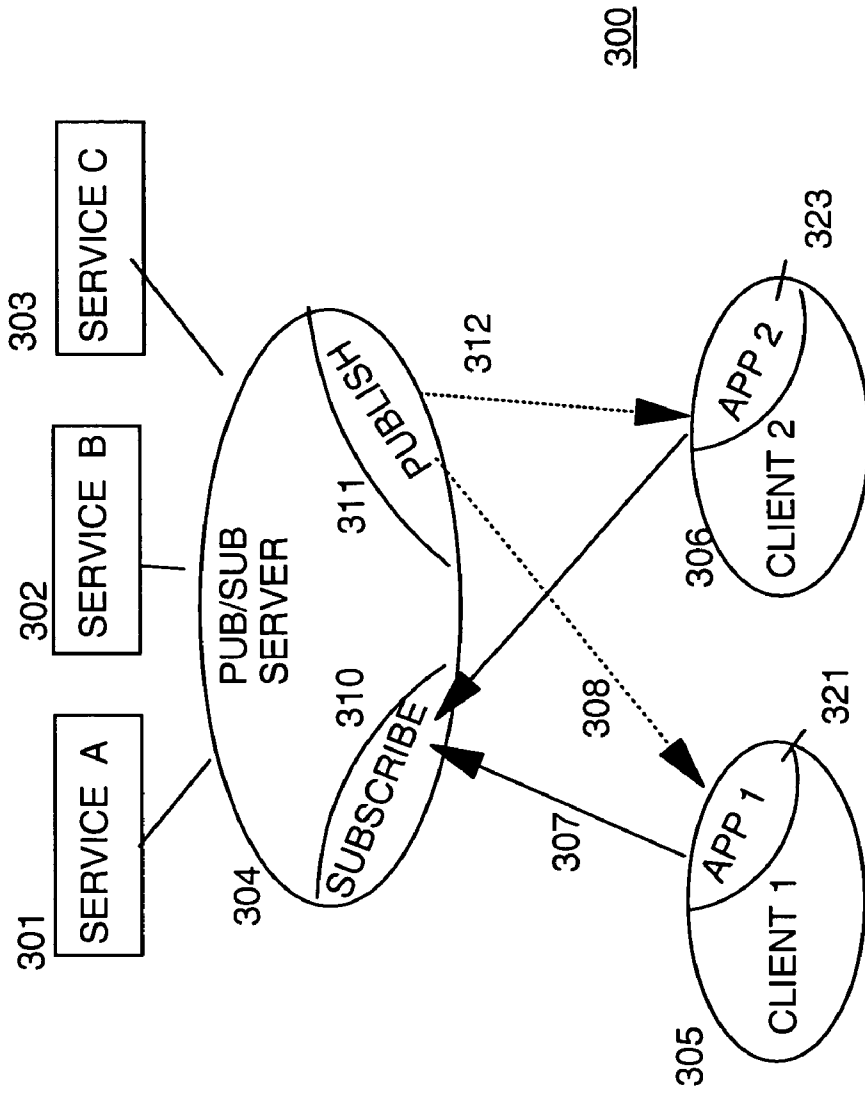 301
SERVICE A
302
SERVICE B
303
SERVICE C
304
PUB/SUB
SERVER
310
SUBSCRIBE
311
PUBLISH
307
308
312
300
305
CLIENT 1
APP 1
321
306
CLIENT 2
APP 2
323